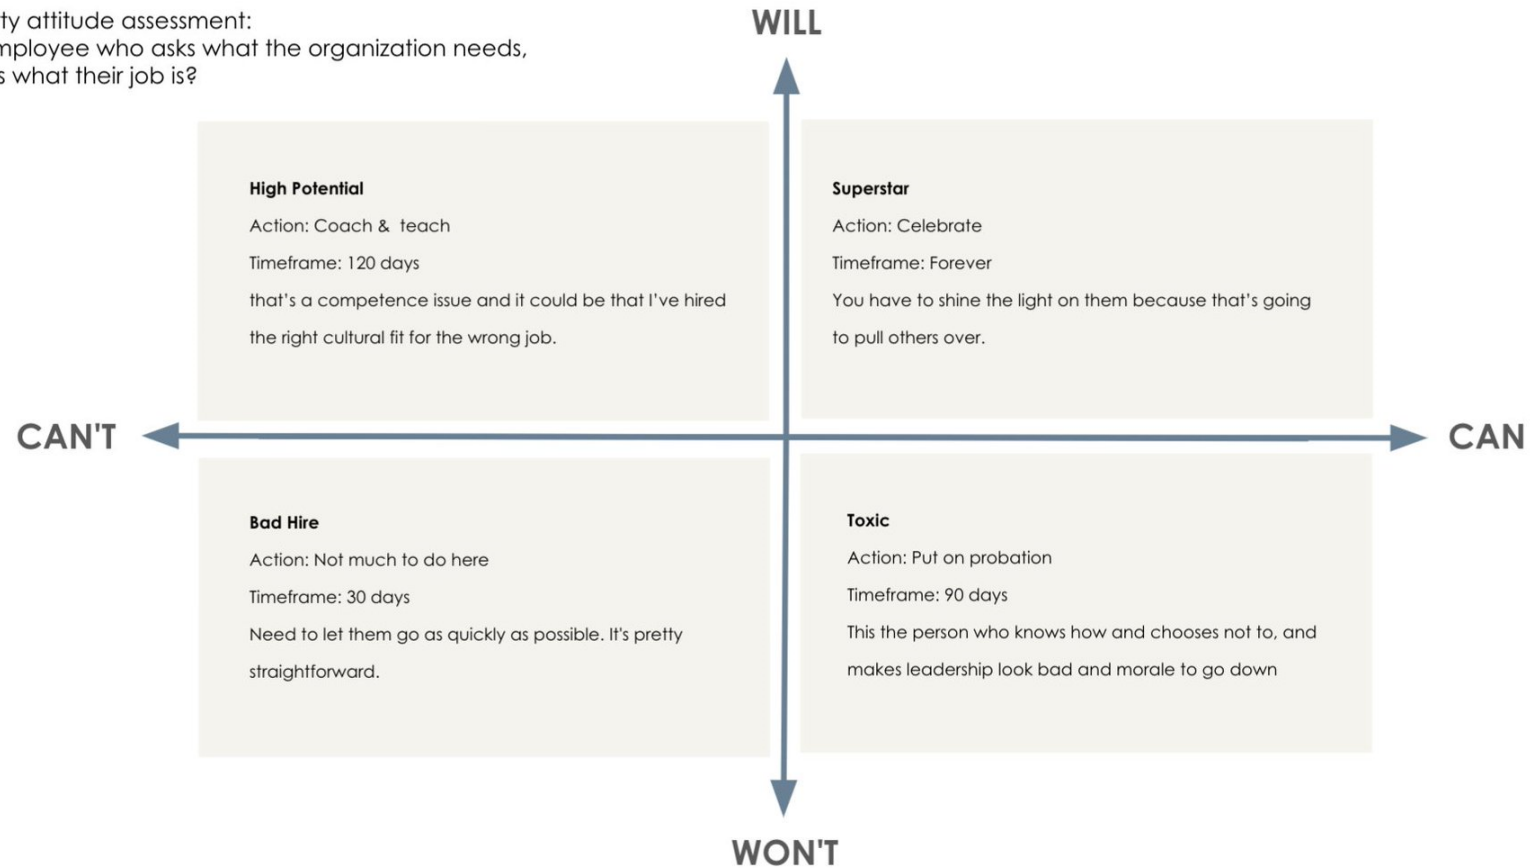 ty attitude assessment:
mployee who asks what the organization needs,
s what their job is?
WILL
High Potential
Action: Coach &  teach
Timeframe: 120 days
that's a competence issue and it could be that I've hired
the right cultural fit for the wrong job.
Superstar
Action: Celebrate
Timeframe: Forever
You have to shine the light on them because that's going
to pull others over.
CAN'T
CAN
Bad Hire
Action: Not much to do here
Timeframe: 30 days
Need to let them go as quickly as possible. It's pretty
straightforward.
Toxic
Action: Put on probation
Timeframe: 90 days
This the person who knows how and chooses not to, and
makes leadership look bad and morale to go down
WON'T